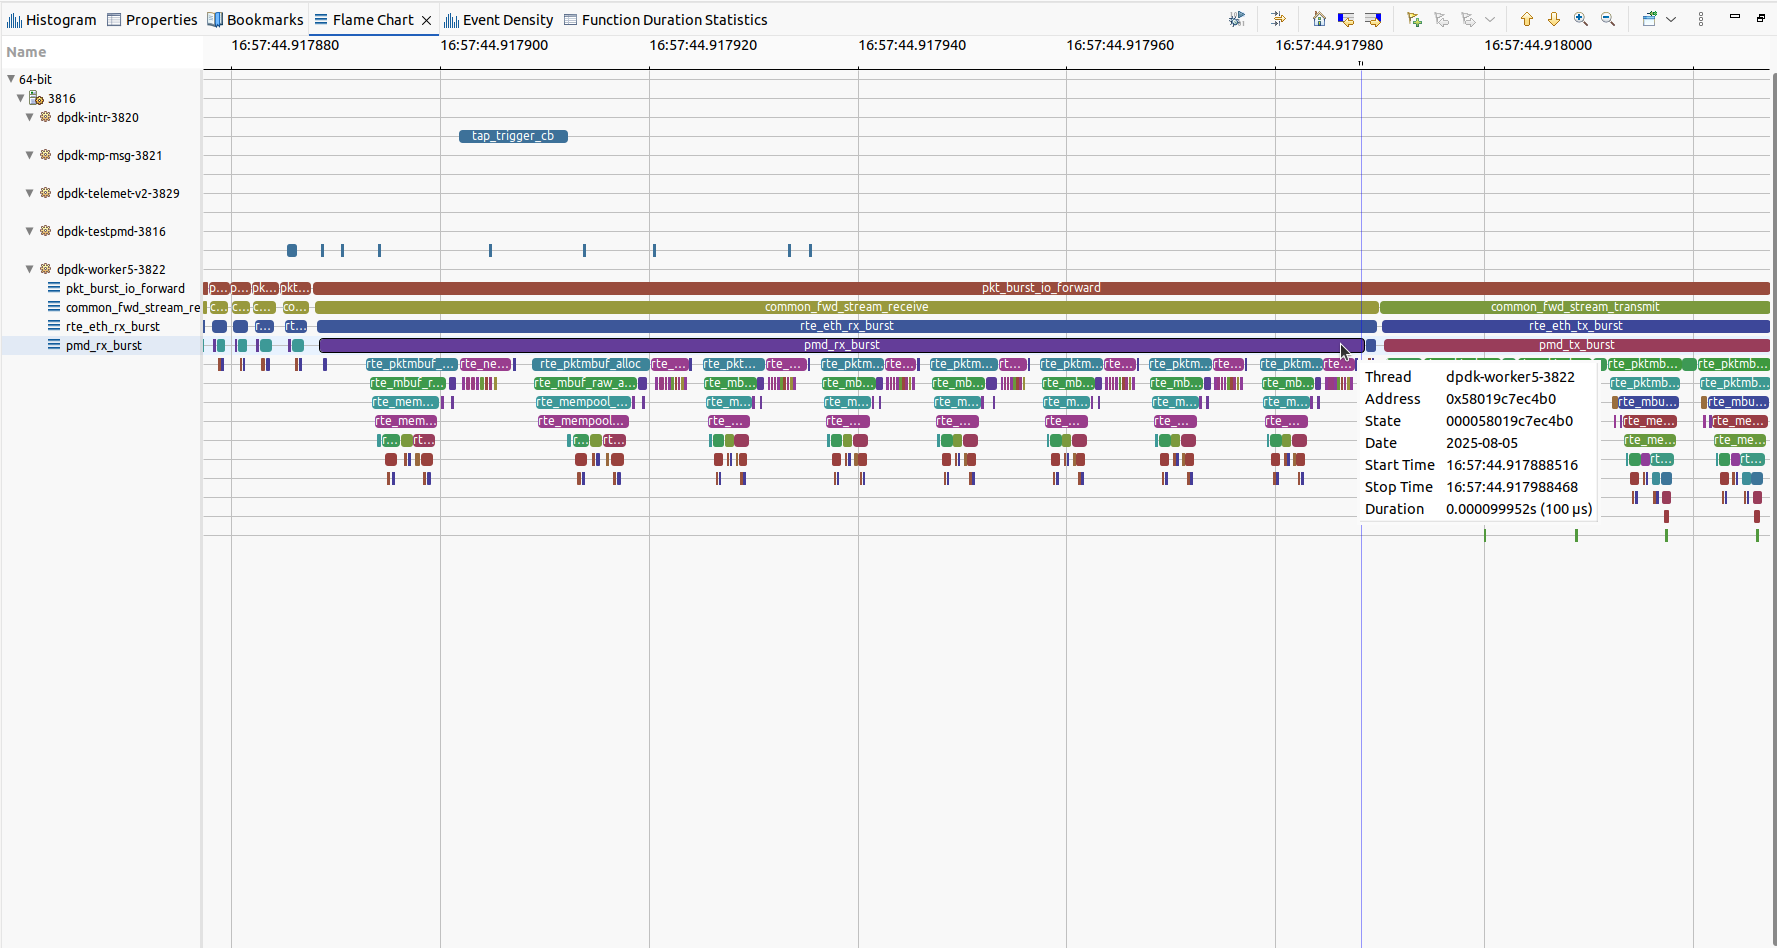 Histogram Properties Bookmarks Flame Chart Event Density Function Duration Statistics
Name
16:57:44.917880 16:57:44.917900 16:57:44.917920 16:57:44.917940 16:57:44.917960 16:57:44.917980 16:57:44.918000
64-bit
3816
dpdk-intr-3820
tap_trigger_cb
dpdk-mp-msg-3821
dpdk-telemet-v2-3829
dpdk-testpmd-3816
dpdk-worker5-3822
pkt_burst_io_forward p... p... pk... pkt... pkt_burst_io_forward
common_fwd_stream_re c... c... c... co... common_fwd_stream_receive common_fwd_stream_transmit
rte_eth_rx_burst r... rt... rte_eth_rx_burst rte_eth_tx_burst
pmd_rx_burst pmd_rx_burst pmd_tx_burst
rte_pktmbuf_... rte_ne... rte_pktmbuf_alloc rte_... rte_pkt... rte_... rte_pktm... rte... rte_pktm... rt... rte_pktm... rte... rte_pktm... rte... rte_pktm... rte... rte_pktmb... rte_pktmb...
rte_mbuf_r... rte_mbuf_raw_a... rte_mb... rte_mb... rte_mb... rte_mb... rte_mb... rte_mb... rte_pktmb... rte_pktmb...
rte_mem... rte_mempool_... rte_m... rte_m... rte_m... rte_m... rte_m... rte_m... rte_mbu... rte_mbu...
rte_mem... rte_mempool... rte_... rte_... rte_... rte_... rte_... rte_... rte_me... rte_me...
r... rt... r... rt... rte_me... rte_me...
rt... rt...
Thread dpdk-worker5-3822
Address 0x58019c7ec4b0
State 000058019c7ec4b0
Date 2025-08-05
Start Time 16:57:44.917888516
Stop Time 16:57:44.917988468
Duration 0.000099952s (100 µs)